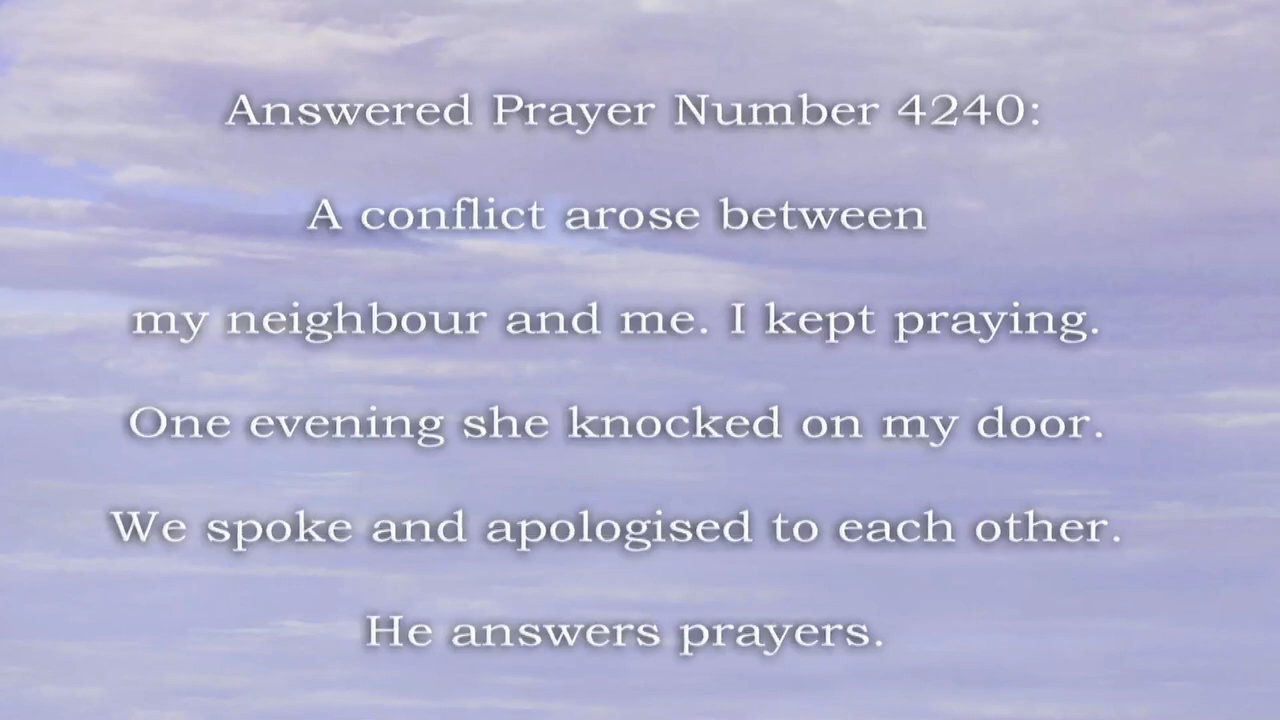 Answered Prayer Number 4240:
A conflict arose between
my neighbour and me. I kept praying.
One evening she knocked on my door.
We spoke and apologised to each other.
He answers prayers.